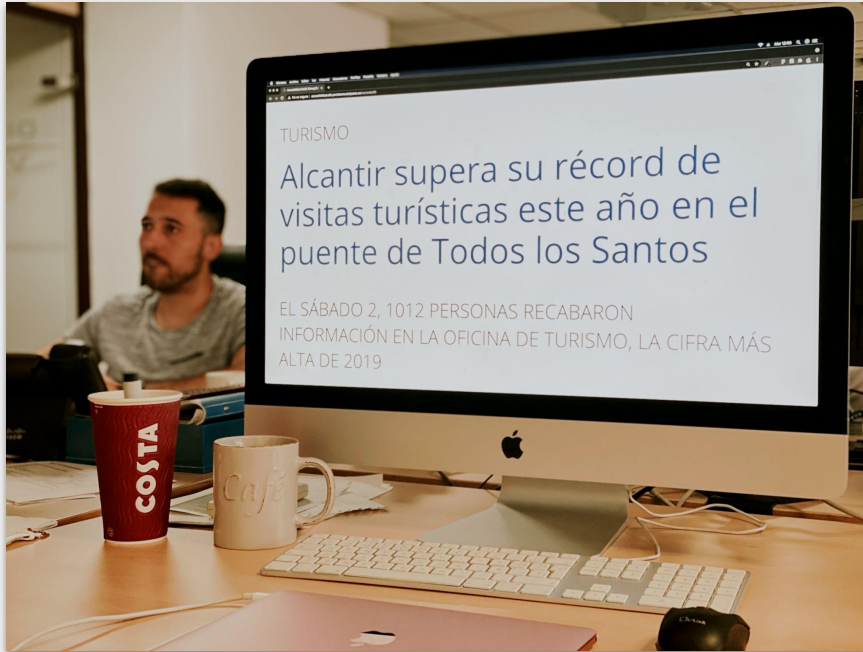 TURISMO
Alcantir supera su récord de
visitas turísticas este año en el
puente de Todos los Santos
EL SÁBADO 2, 1012 PERSONAS RECABARON
INFORMACIÓN EN LA OFICINA DE TURISMO, LA CIFRA MÁS
ALTA DE 2019
COSTA
Café